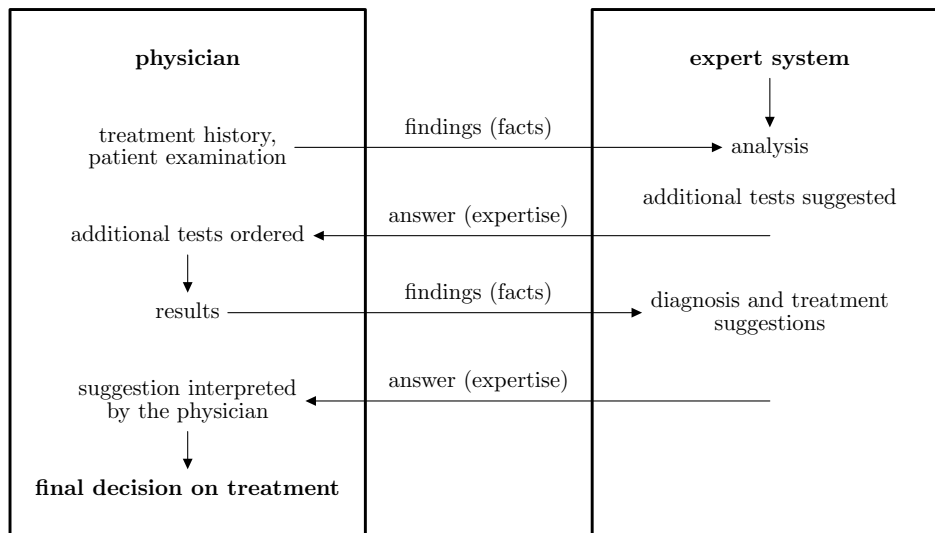 physician
expert system
treatment history,
patient examination
findings (facts)
analysis
additional tests suggested
answer (expertise)
additional tests ordered
findings (facts)
results
diagnosis and treatment
suggestions
answer (expertise)
suggestion interpreted
by the physician
final decision on treatment